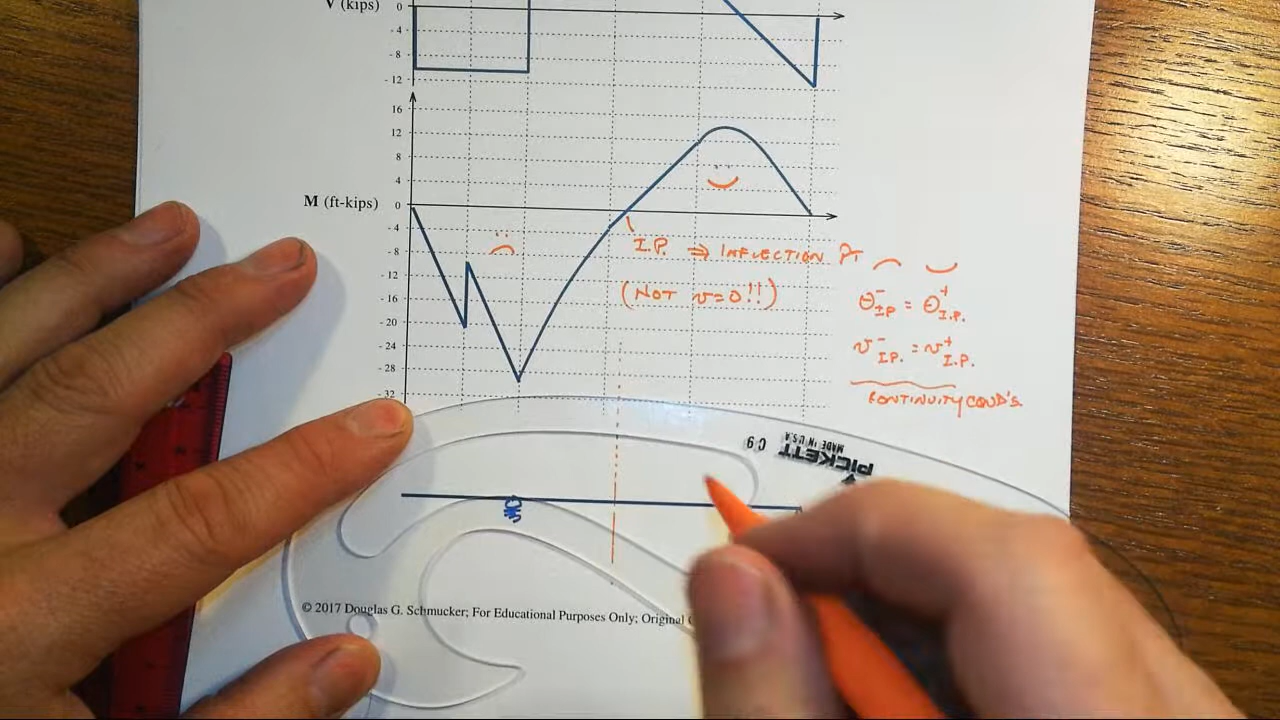 V (kips)
0
- 4
- 8
- 12
16
12
8
4
M (ft-kips)
0
-4
-8
-12
-16
-20
-24
-28
-32
I.P. ⇒ INFLECTION PT
(NOT v=0!!)
θ⁻I.P = θ⁺I.P.
v⁻I.P. = v⁺I.P.
CONTINUITY COND'S.
C-9
MADE IN U.S.A
PICKETT
© 2017 Douglas G. Schmucker; For Educational Purposes Only; Original